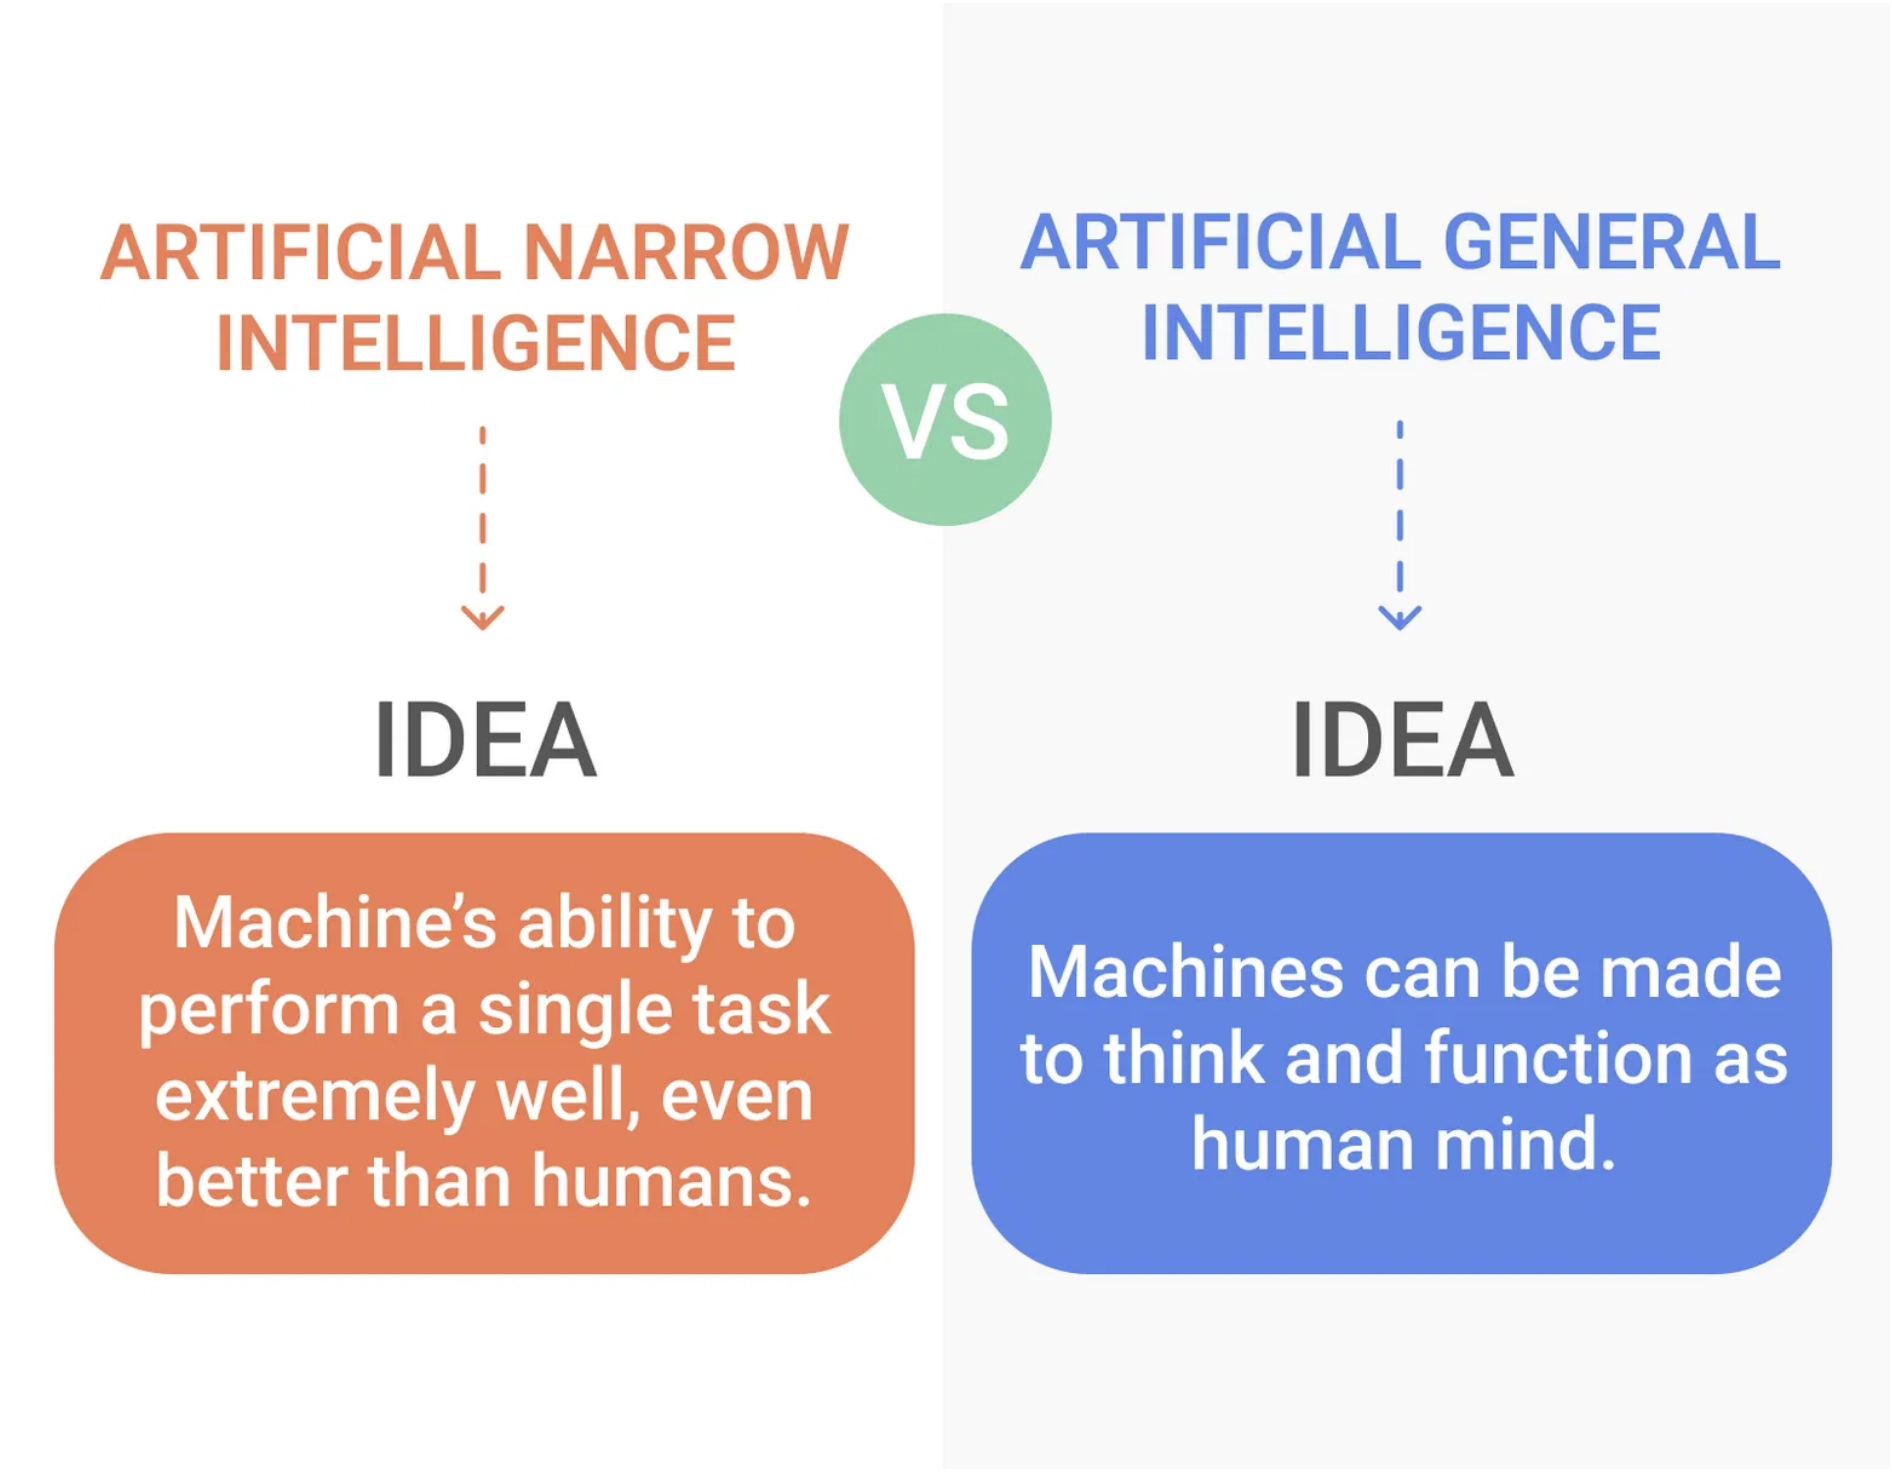 ARTIFICIAL NARROW
INTELLIGENCE
VS
ARTIFICIAL GENERAL
INTELLIGENCE
IDEA
Machine’s ability to
perform a single task
extremely well, even
better than humans.
IDEA
Machines can be made
to think and function as
human mind.